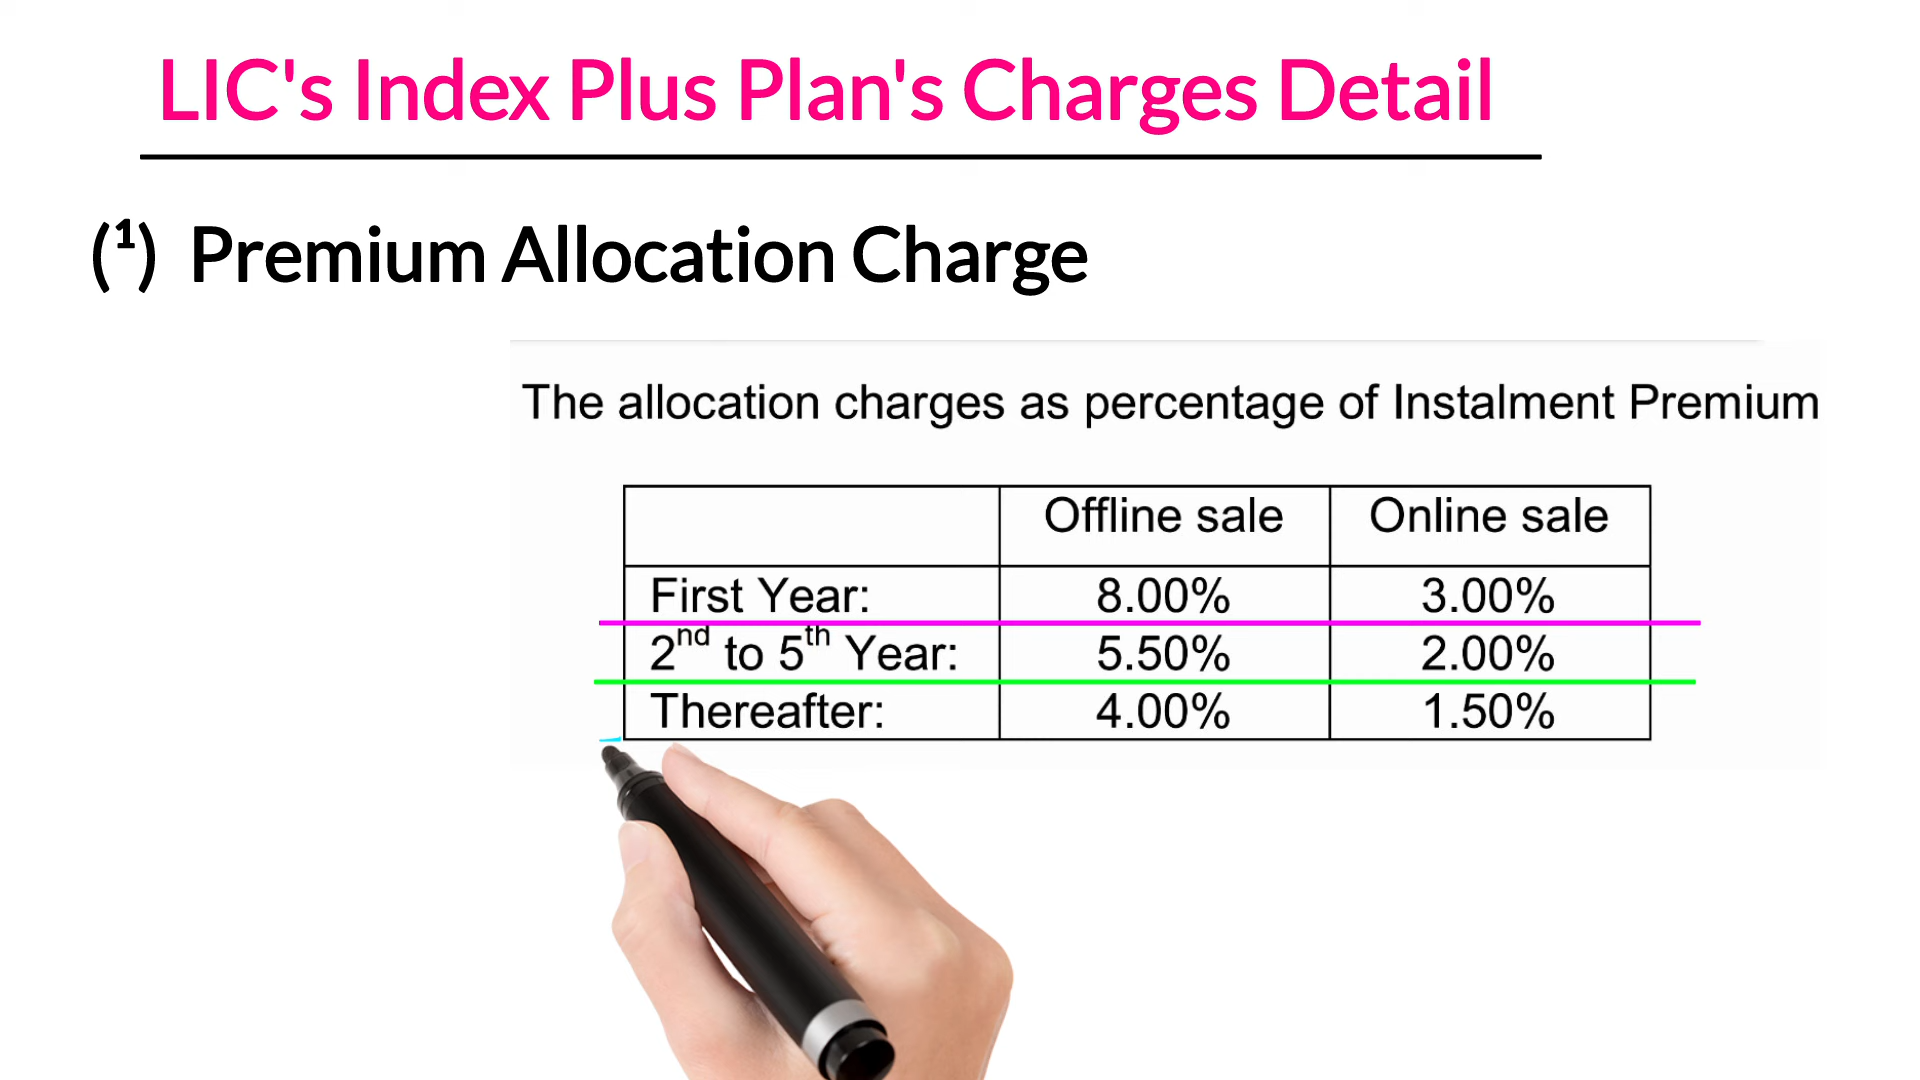 LIC's Index Plus Plan's Charges Detail
(¹) Premium Allocation Charge
The allocation charges as percentage of Instalment Premium
Offline sale Online sale
First Year: 8.00% 3.00%
2nd to 5th Year: 5.50% 2.00%
Thereafter: 4.00% 1.50%